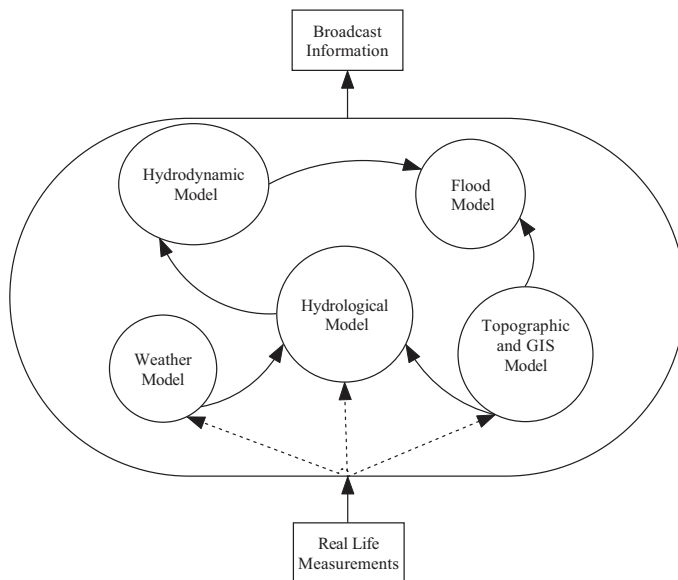 Broadcast
Information
Hydrodynamic
Model
Flood
Model
Hydrological
Model
Topographic
and GIS
Model
Weather
Model
Real Life
Measurements